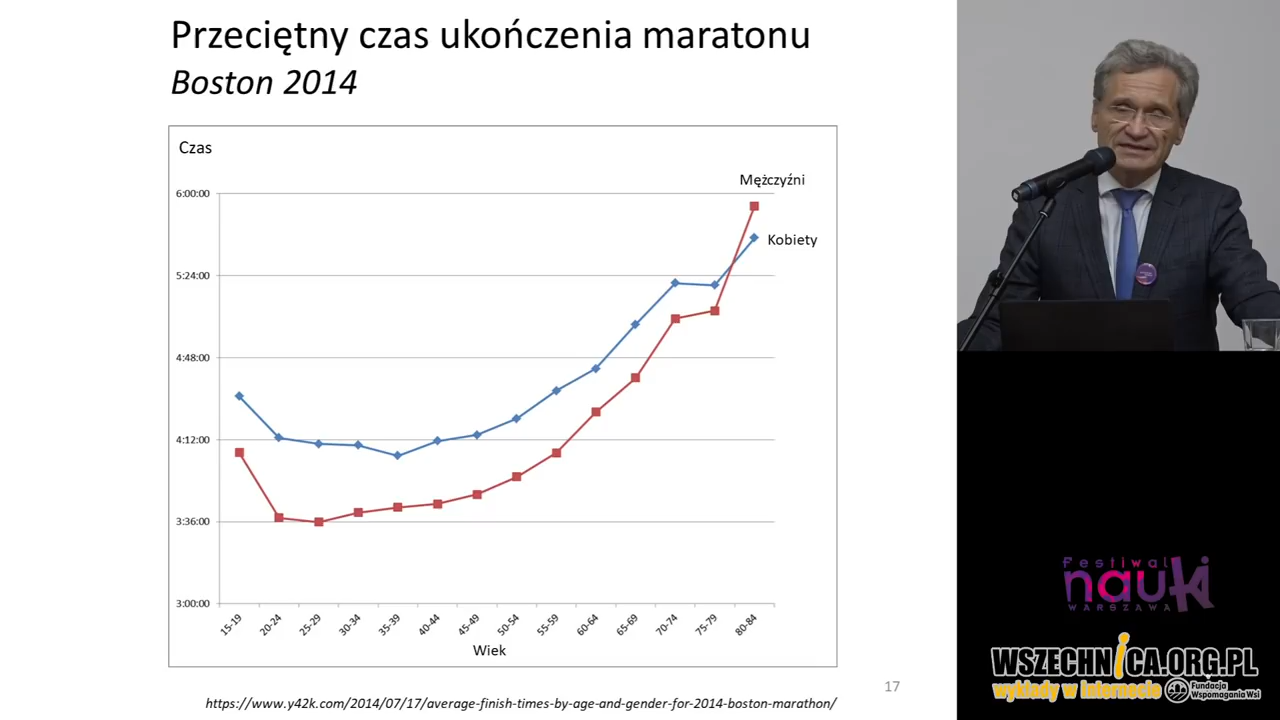 Przeciętny czas ukończenia maratonu
Boston 2014
Czas
Mężczyźni
Kobiety
6:00:00
5:24:00
4:48:00
4:12:00
3:36:00
3:00:00
15-19
20-24
25-29
30-34
35-39
40-44
45-49
50-54
55-59
60-64
65-69
70-74
75-79
80-84
Wiek
17
https://www.y42k.com/2014/07/17/average-finish-times-by-age-and-gender-for-2014-boston-marathon/
Festiwal
nauki
WARSZAWA
WSZECHNICA.ORG.PL
wykłady w internecie
Fundacja
Wspomagania Wsi